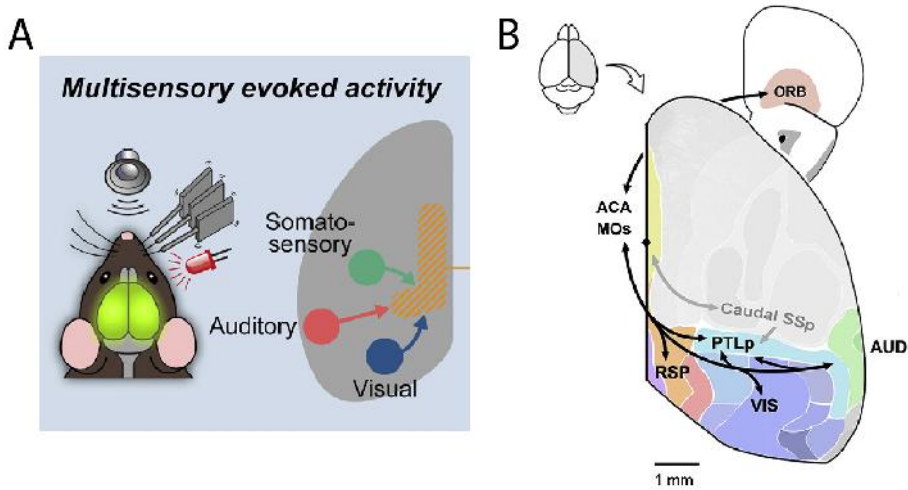 A
Multisensory evoked activity
Somato-
sensory
Auditory
Visual
B
ORB
ACA
MOs
Caudal SSp
PTLp
AUD
RSP
VIS
1 mm